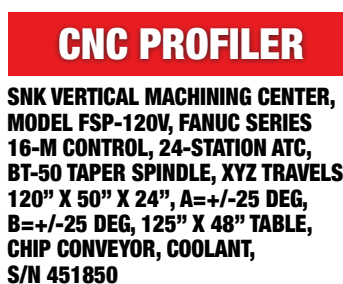 CNC PROFILER
SNK VERTICAL MACHINING CENTER,
MODEL FSP-120V, FANUC SERIES
16-M CONTROL, 24-STATION ATC,
BT-50 TAPER SPINDLE, XYZ TRAVELS
120” X 50” X 24”, A=+/-25 DEG,
B=+/-25 DEG, 125” X 48” TABLE,
CHIP CONVEYOR, COOLANT,
S/N 451850